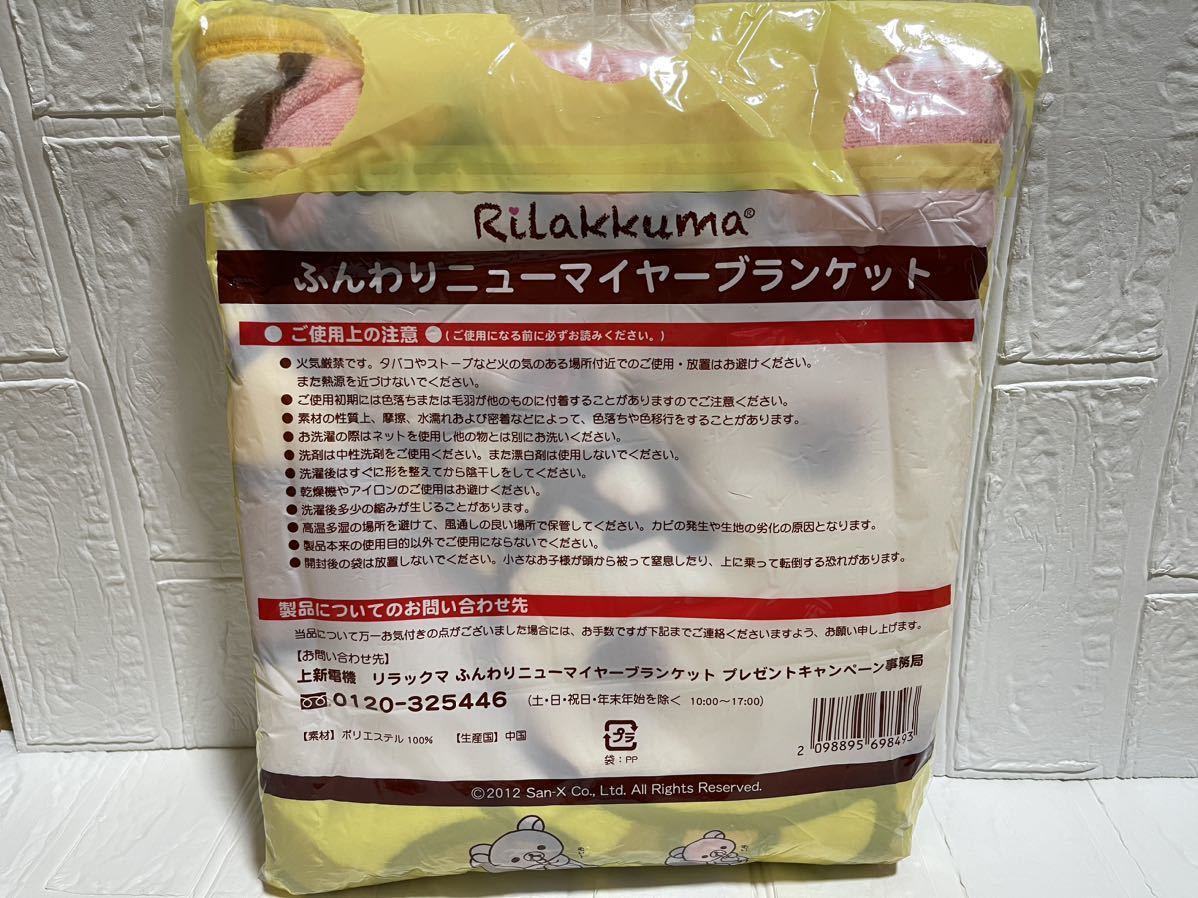 Rilakkuma®
ふんわりニューマイヤーブランケット
● ご使用上の注意 ● (ご使用になる前に必ずお読みください。)
● 火気厳禁です。タバコやストーブなど火の気のある場所付近でのご使用・放置はお避けください。
また熱源を近づけないでください。
● ご使用初期には色落ちまたは毛羽が他のものに付着することがありますのでご注意ください。
● 素材の性質上、摩擦、水濡れおよび密着などによって、色落ちや色移行をすることがあります。
● お洗濯の際はネットを使用し他の物とは別にお洗いください。
● 洗剤は中性洗剤をご使用ください。また漂白剤は使用しないでください。
● 洗濯後はすぐに形を整えてから陰干しをしてください。
● 乾燥機やアイロンのご使用はお避けください。
● 洗濯後多少の縮みが生じることがあります。
● 高温多湿の場所を避けて、風通しの良い場所で保管してください。カビの発生や生地の劣化の原因となります。
● 製品本来の使用目的以外でご使用にならないでください。
● 開封後の袋は放置しないでください。小さなお子様が頭から被って窒息したり、上に乗って転倒する恐れがあります。
製品についてのお問い合わせ先
当品について万一お気付きの点がございました場合には、お手数ですが下記までご連絡くださいますよう、お願い申し上げます。
【お問い合わせ先】
上新電機 リラックマ ふんわりニューマイヤーブランケット プレゼントキャンペーン事務局
0120-325446 (土・日・祝日・年末年始を除く 10:00〜17:00)
【素材】ポリエステル100% 【生産国】中国
プラ
袋：PP
2 098895 698493
©2012 San-X Co., Ltd. All Rights Reserved.